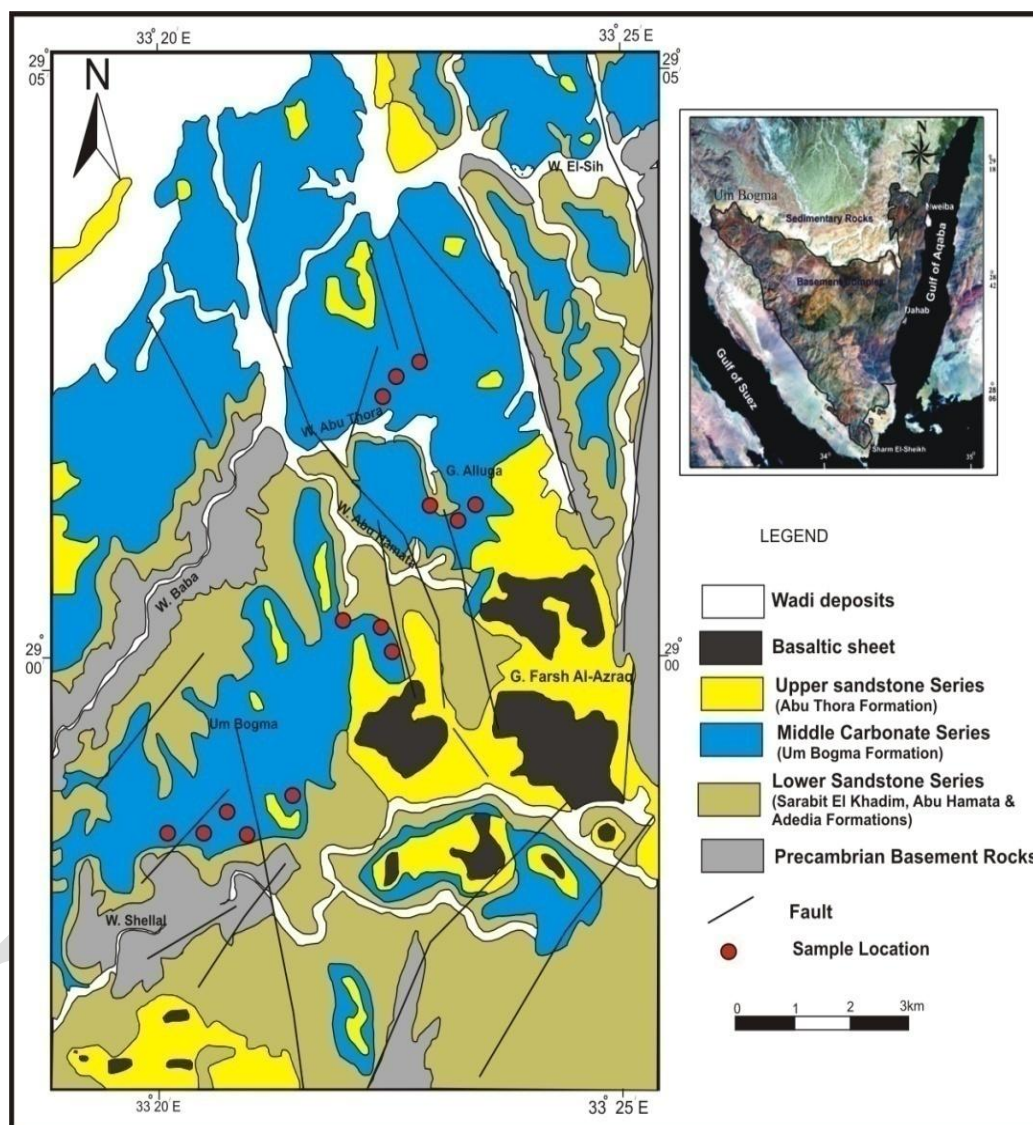 33° 20 E
33° 25 E
29° 05
29° 05
N
W. El-Sih
W. Abu Thora
G. Alluga
W. Abu Hamata
W. Baba
29° 00
29° 00
G. Farsh Al-Azraq
Um Bogma
W. Shellal
33° 20 E
33° 25 E
N
Um Bogma
Sedimentary Rocks
Nweiba
Gulf of Aqaba
Dahab
Gulf of Suez
Sharm El-Sheikh
34°
35°
LEGEND
Wadi deposits
Basaltic sheet
Upper sandstone Series
(Abu Thora Formation)
Middle Carbonate Series
(Um Bogma Formation)
Lower Sandstone Series
(Sarabit El Khadim, Abu Hamata &
Adedia Formations)
Precambrian Basement Rocks
Fault
Sample Location
0 1 2 3km